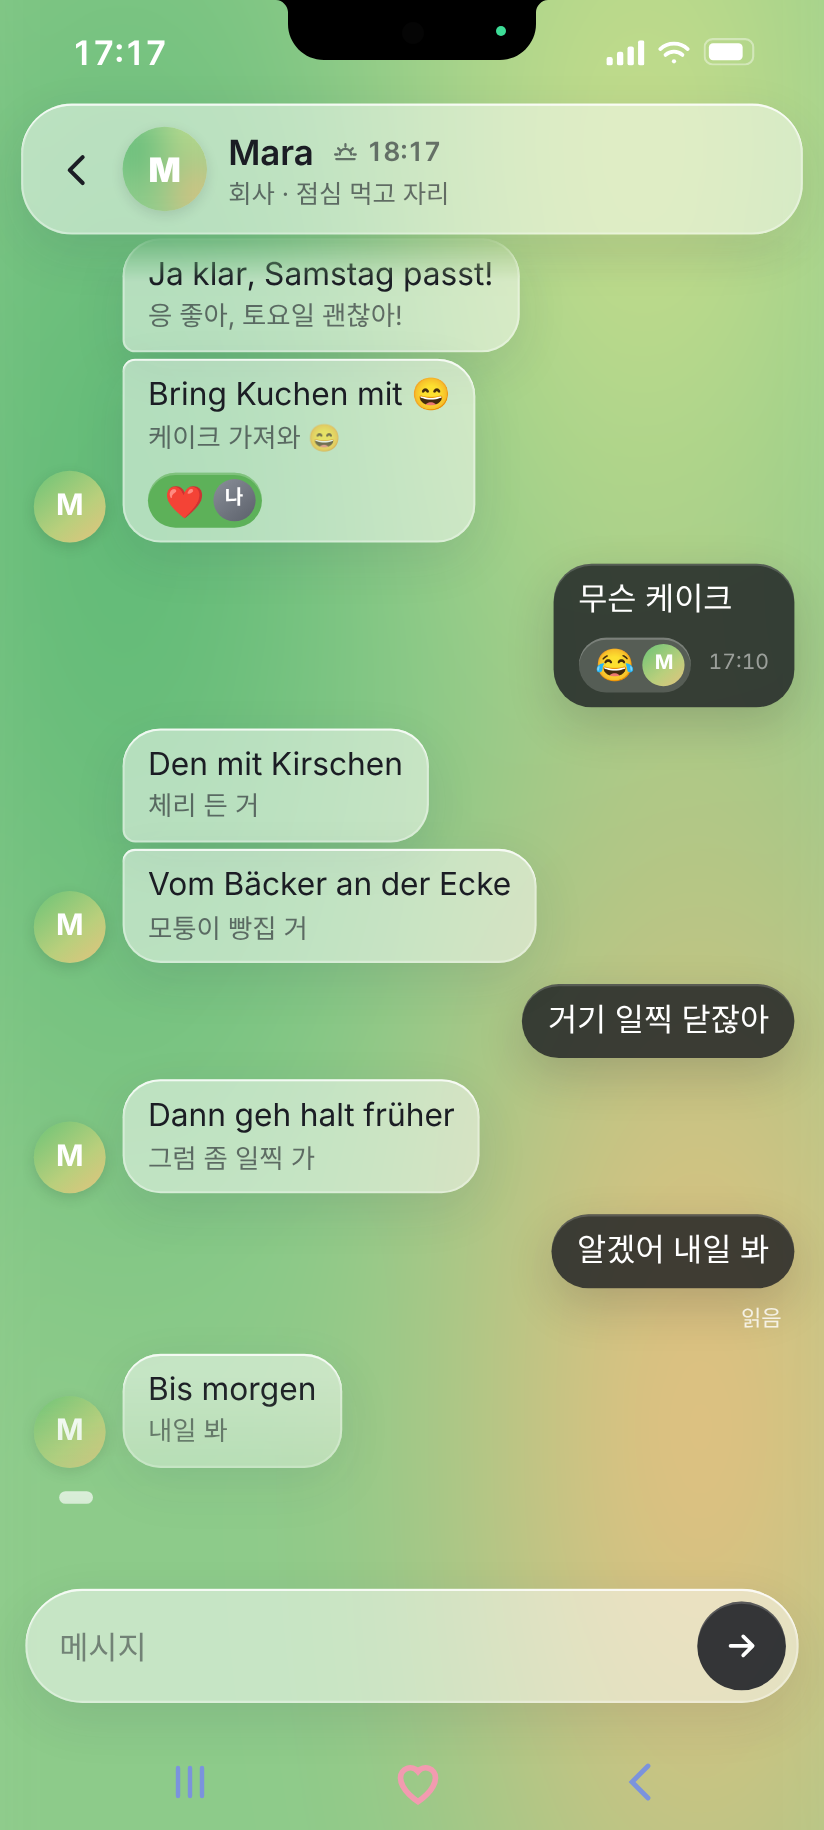 17:17
M
Mara 18:17
회사 · 점심 먹고 자리
Ja klar, Samstag passt!
응 좋아, 토요일 괜찮아!
Bring Kuchen mit 😄
케이크 가져와 😄
❤️ 나
M
무슨 케이크
😂 M 17:10
Den mit Kirschen
체리 든 거
Vom Bäcker an der Ecke
모퉁이 빵집 거
M
거기 일찍 닫잖아
Dann geh halt früher
그럼 좀 일찍 가
M
알겠어 내일 봐
읽음
Bis morgen
내일 봐
M
메시지